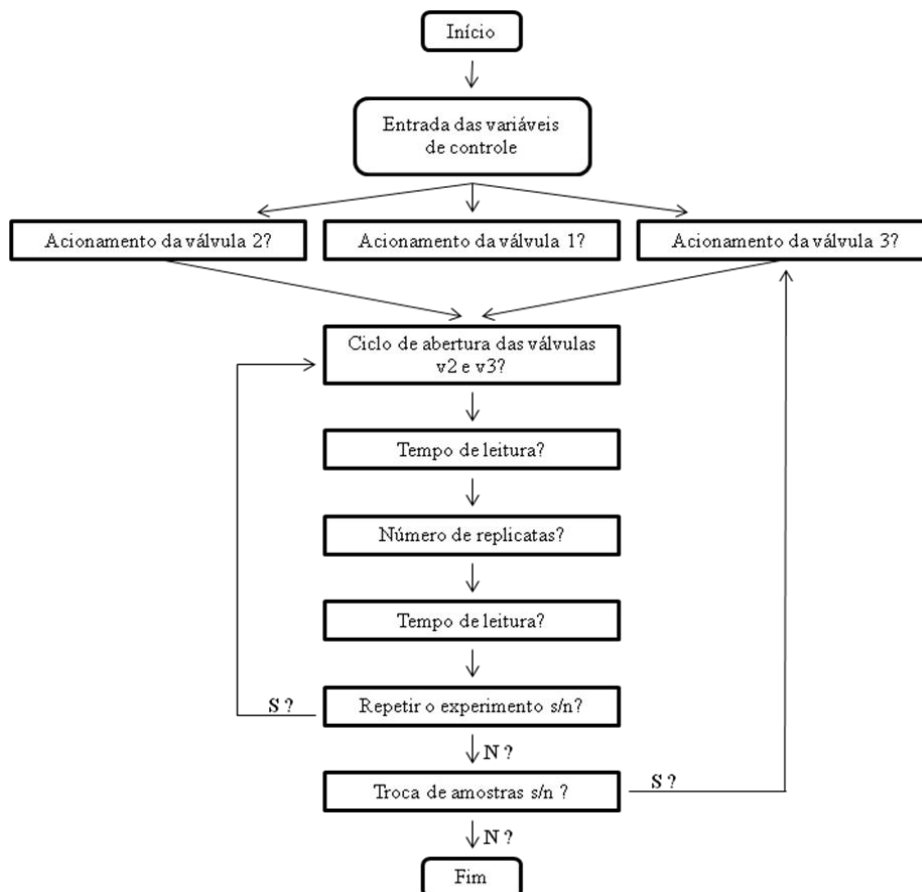 Início
Entrada das variáveis
de controle
Acionamento da válvula 2?
Acionamento da válvula 1?
Acionamento da válvula 3?
Ciclo de abertura das válvulas
v2 e v3?
Tempo de leitura?
Número de replicatas?
Tempo de leitura?
S ?
Repetir o experimento s/n?
N ?
Troca de amostras s/n ?
S ?
N ?
Fim